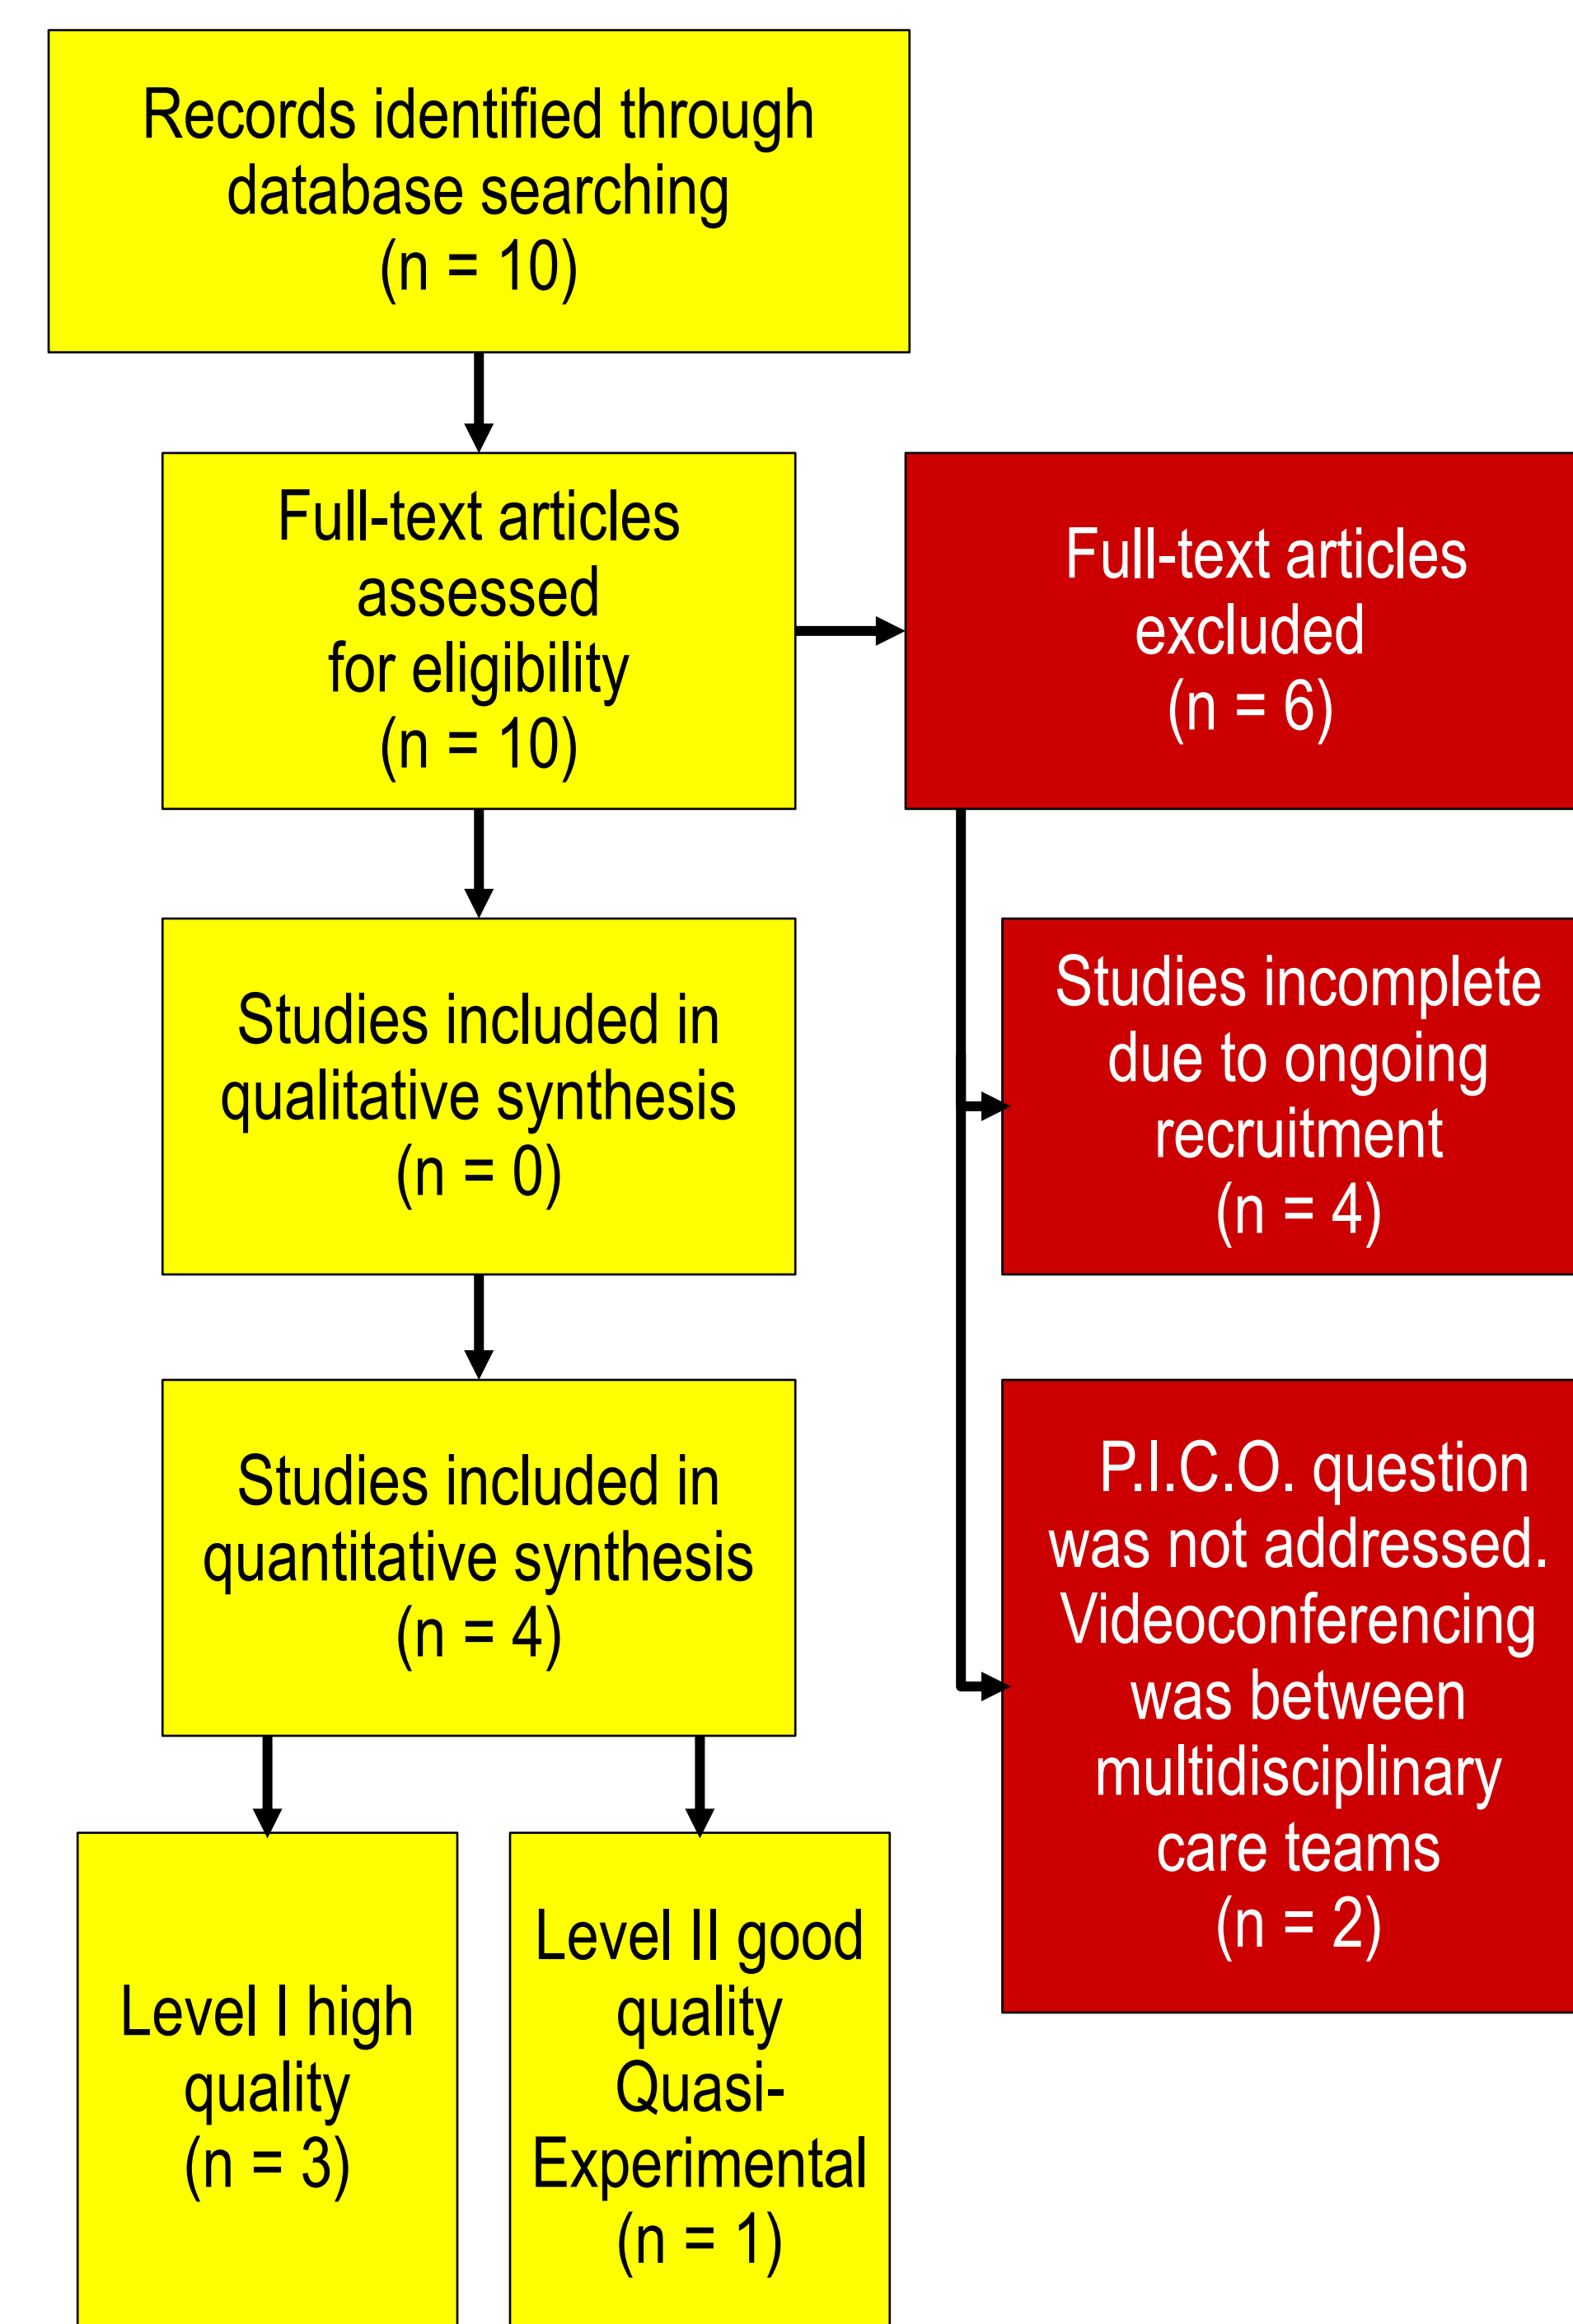 Records identified through
database searching
(n = 10)
Full-text articles
assessed
for eligibility
(n = 10)
Full-text articles
excluded
(n = 6)
Studies included in
qualitative synthesis
(n = 0)
Studies incomplete
due to ongoing
recruitment
(n = 4)
Studies included in
quantitative synthesis
(n = 4)
P.I.C.O. question
was not addressed.
Videoconferencing
was between
multidisciplinary
care teams
(n = 2)
Level I high
quality
(n = 3)
Level II good
quality
Quasi-
Experimental
(n = 1)